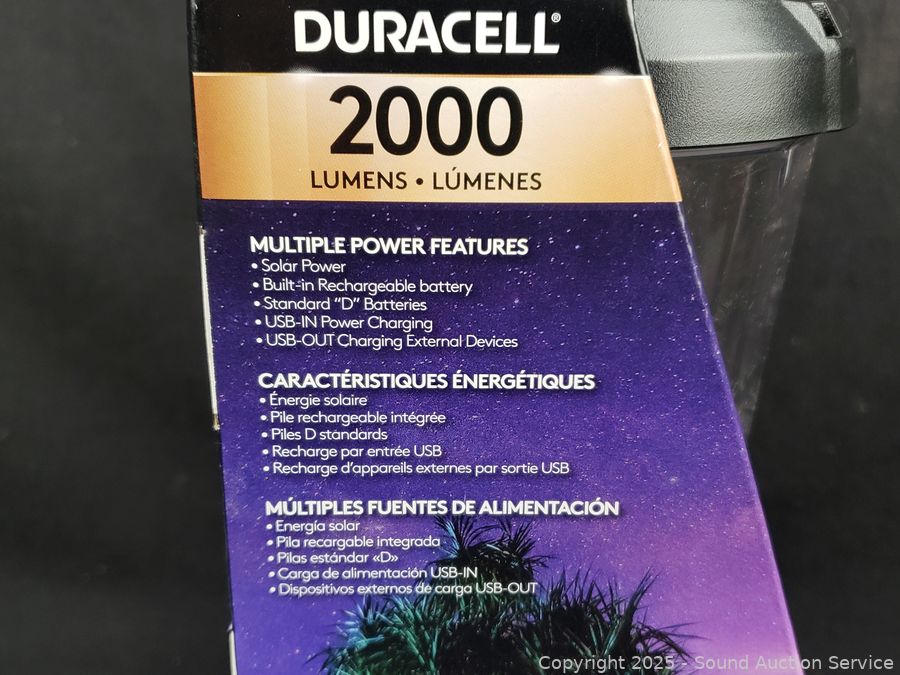 DURACELL®
2000
LUMENS • LÚMENES
MULTIPLE POWER FEATURES
• Solar Power
• Built-in Rechargeable battery
• Standard "D" Batteries
• USB-IN Power Charging
• USB-OUT Charging External Devices
CARACTÉRISTIQUES ÉNERGÉTIQUES
• Énergie solaire
• Pile rechargeable intégrée
• Piles D standards
• Recharge par entrée USB
• Recharge d'appareils externes par sortie USB
MÚLTIPLES FUENTES DE ALIMENTACIÓN
• Energía solar
• Pila recargable integrada
• Pilas estándar «D»
• Carga de alimentación USB-IN
• Dispositivos externos de carga USB-OUT
Copyright 2025 - Sound Auction Service